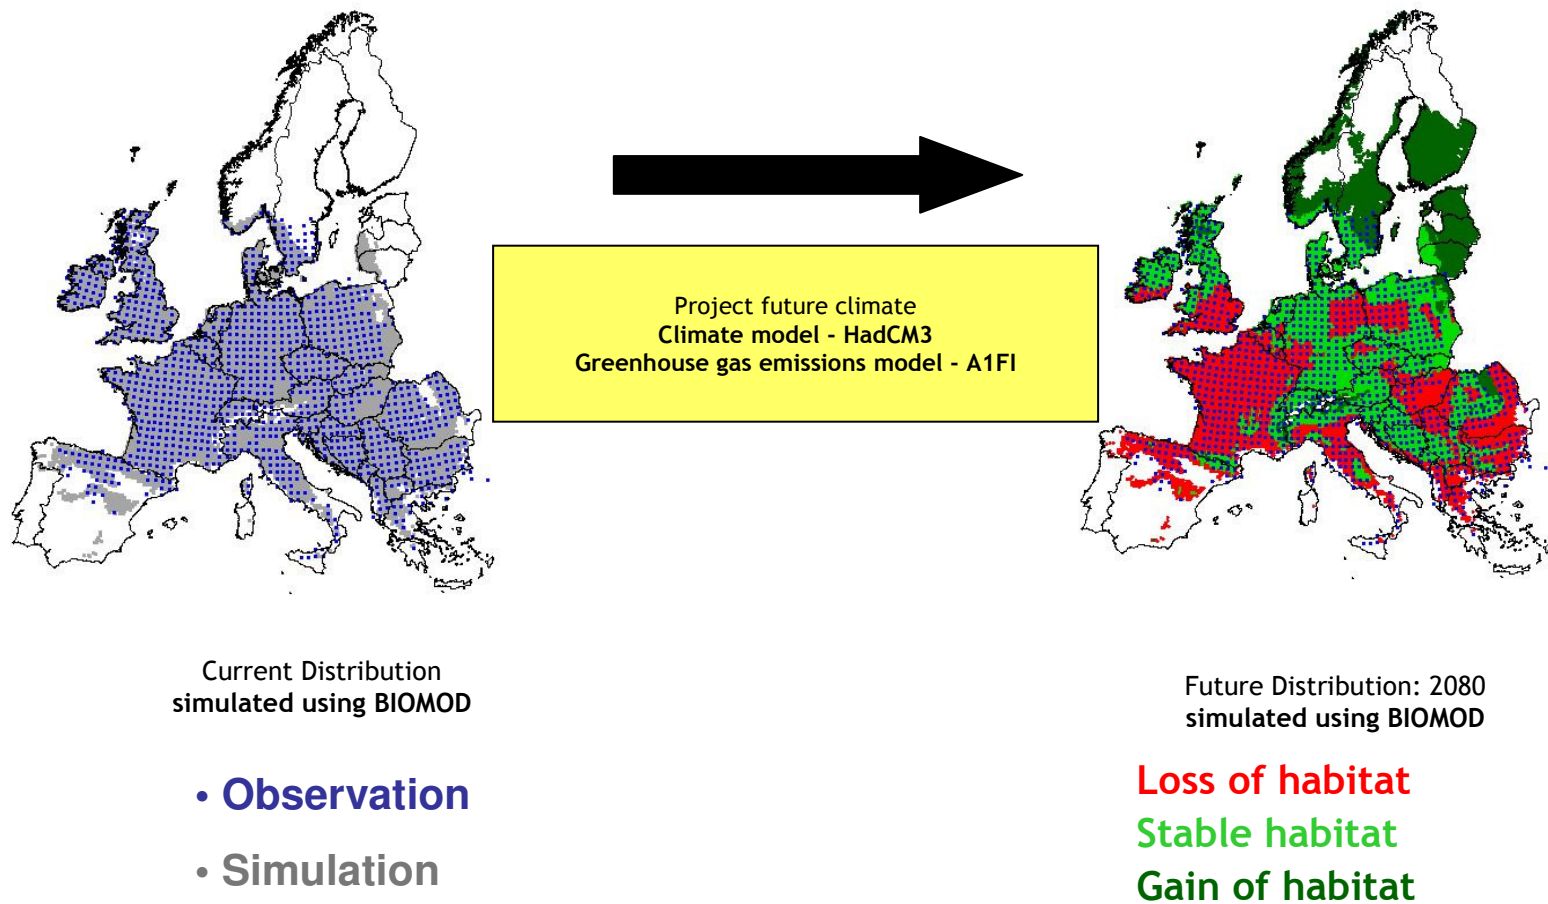 Project future climate
Climate model - HadCM3
Greenhouse gas emissions model - A1FI
Current Distribution
simulated using BIOMOD
• Observation
• Simulation
Future Distribution: 2080
simulated using BIOMOD
Loss of habitat
Stable habitat
Gain of habitat